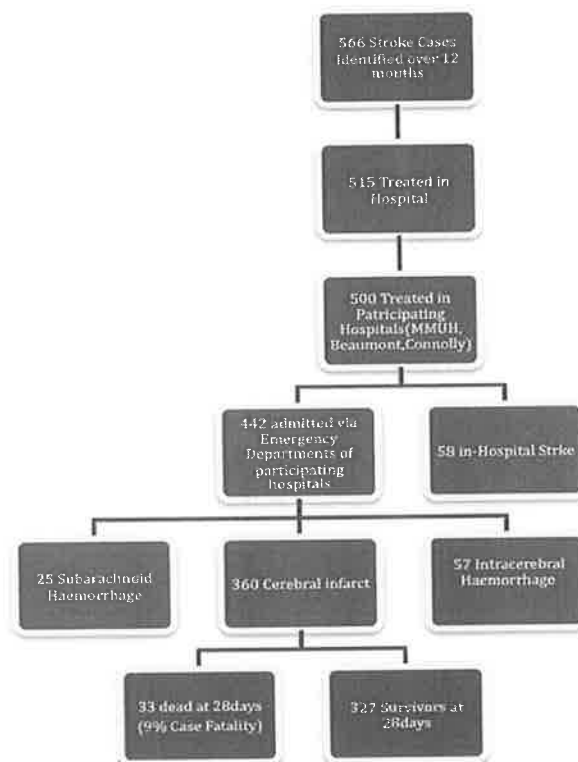 566 Stroke Cases
Identified over 12
months
515 Treated in
Hospital
500 Treated in
Patricipating
Hospitals(MMUH,
Beaumont,Connolly)
442 admitted via
Emergency
Departments of
participating
hospitals
58 in-Hospital Strke
25 Subarachnoid
Haemorrhage
360 Cerebral infarct
57 Intracerebral
Haemorrhage
33 dead at 28days
(9% Case Fatality)
327 Survivors at
28days